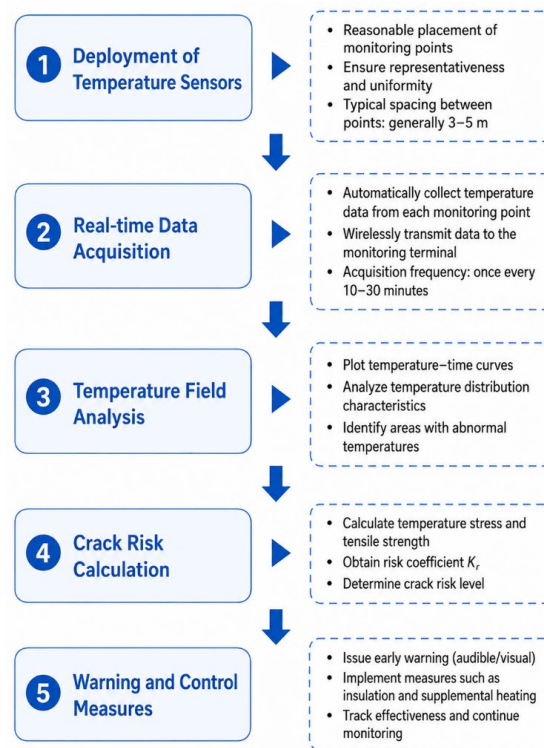 1
Deployment of
Temperature Sensors
• Reasonable placement of
monitoring points
• Ensure representativeness
and uniformity
• Typical spacing between
points: generally 3–5 m
2
Real-time Data
Acquisition
• Automatically collect temperature
data from each monitoring point
• Wirelessly transmit data to the
monitoring terminal
• Acquisition frequency: once every
10–30 minutes
3
Temperature Field
Analysis
• Plot temperature–time curves
• Analyze temperature distribution
characteristics
• Identify areas with abnormal
temperatures
4
Crack Risk
Calculation
• Calculate temperature stress and
tensile strength
• Obtain risk coefficient Kr
• Determine crack risk level
5
Warning and Control
Measures
• Issue early warning (audible/visual)
• Implement measures such as
insulation and supplemental heating
• Track effectiveness and continue
monitoring